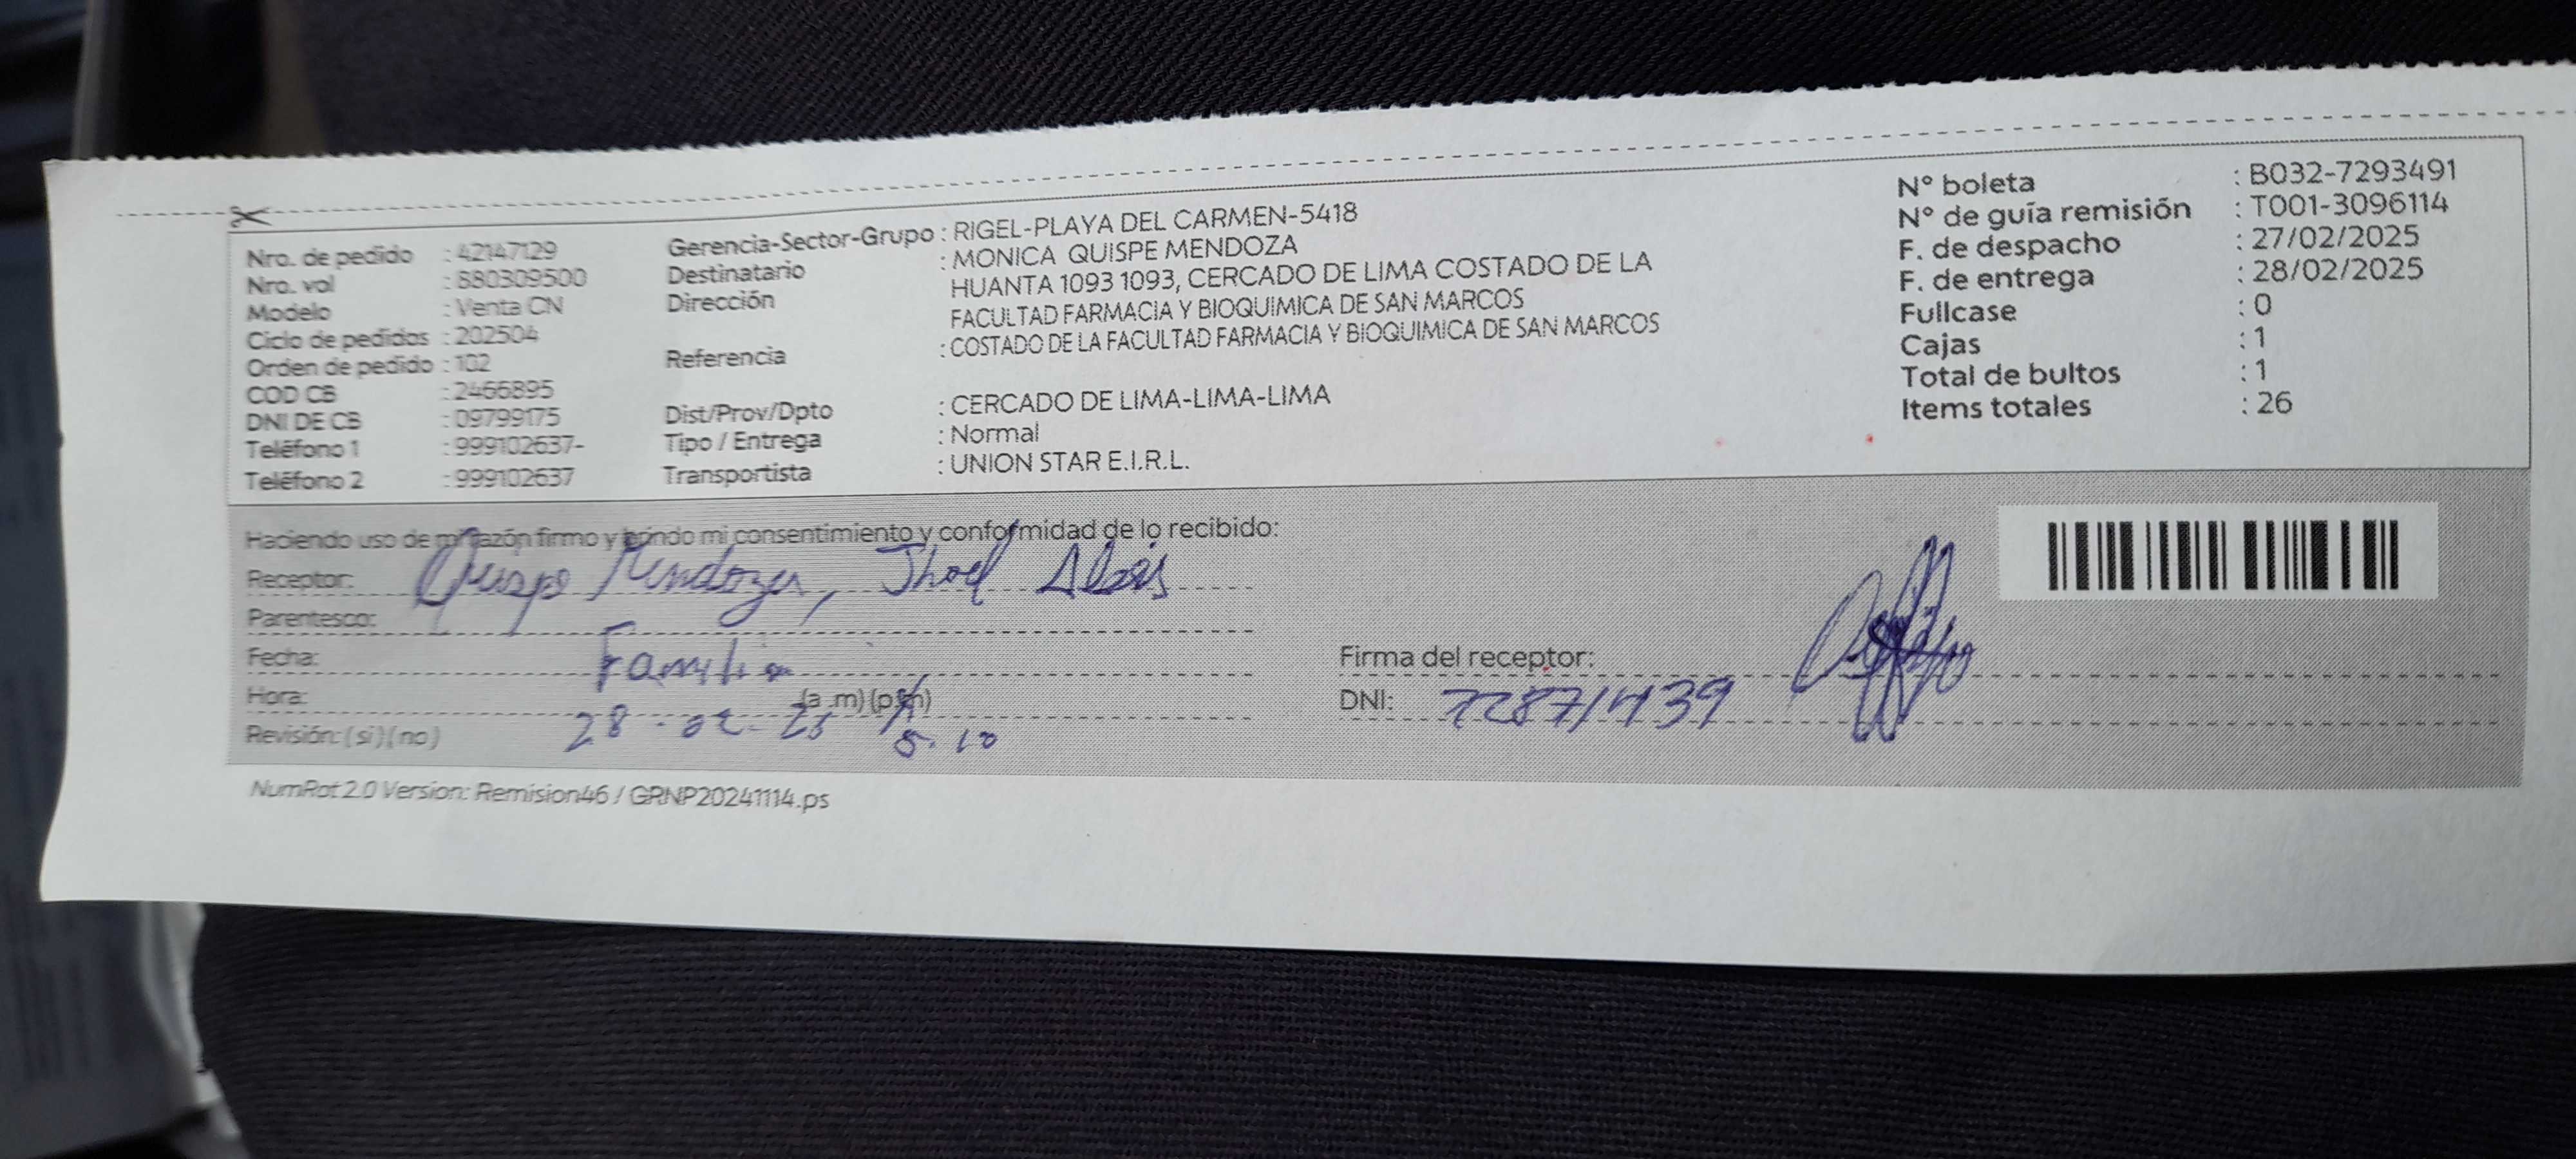 Nro. de pedido : 42147129
Nro. vol : 880309500
Modelo : Venta CN
Ciclo de pedidos : 202504
Orden de pedido : 102
COD CB : 2466895
DNI DE CB : 09799175
Teléfono 1 : 999102637-
Teléfono 2 : 999102637
Gerencia-Sector-Grupo : RIGEL-PLAYA DEL CARMEN-5418
Destinatario : MONICA QUISPE MENDOZA
Dirección HUANTA 1093 1093, CERCADO DE LIMA COSTADO DE LA
FACULTAD FARMACIA Y BIOQUIMICA DE SAN MARCOS
Referencia : COSTADO DE LA FACULTAD FARMACIA Y BIOQUIMICA DE SAN MARCOS
Dist/Prov/Dpto : CERCADO DE LIMA-LIMA-LIMA
Tipo / Entrega : Normal
Transportista : UNION STAR E.I.R.L.
N° boleta : B032-7293491
N° de guía remisión : T001-3096114
F. de despacho : 27/02/2025
F. de entrega : 28/02/2025
Fullcase : 0
Cajas : 1
Total de bultos : 1
Items totales : 26
Haciendo uso de mi razón firmo y brindo mi consentimiento y conformidad de lo recibido:
Receptor: Quispe Mendoza, Jhoel
Parentesco:
Fecha: Familia
Hora: (a .m) (p.m)
Revisión: ( si ) ( no ) 28-02-25 5.10
Firma del receptor:
DNI: 72871439
NumRot 2.0 Version: Remision46 / GRNP20241114.ps